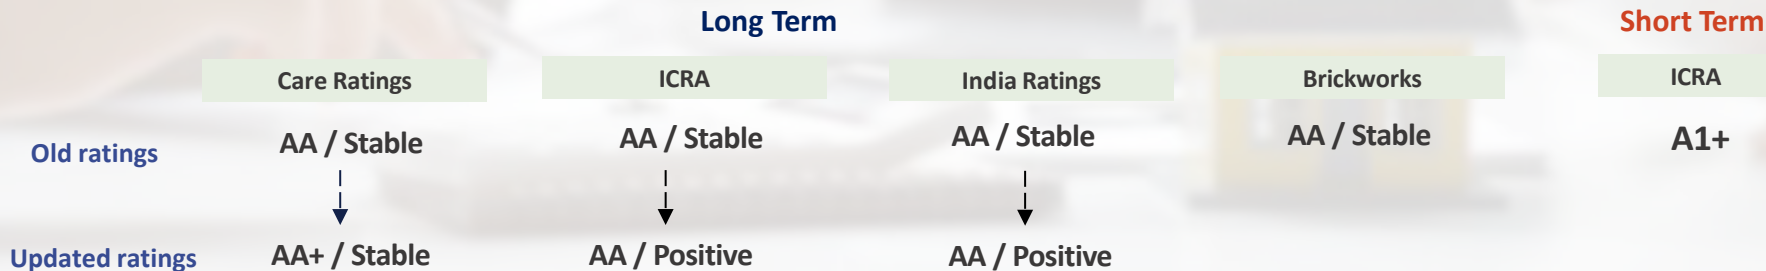 Long Term Short Term
Care Ratings ICRA India Ratings Brickworks ICRA
Old ratings AA / Stable AA / Stable AA / Stable AA / Stable A1+
Updated ratings AA+ / Stable AA / Positive AA / Positive